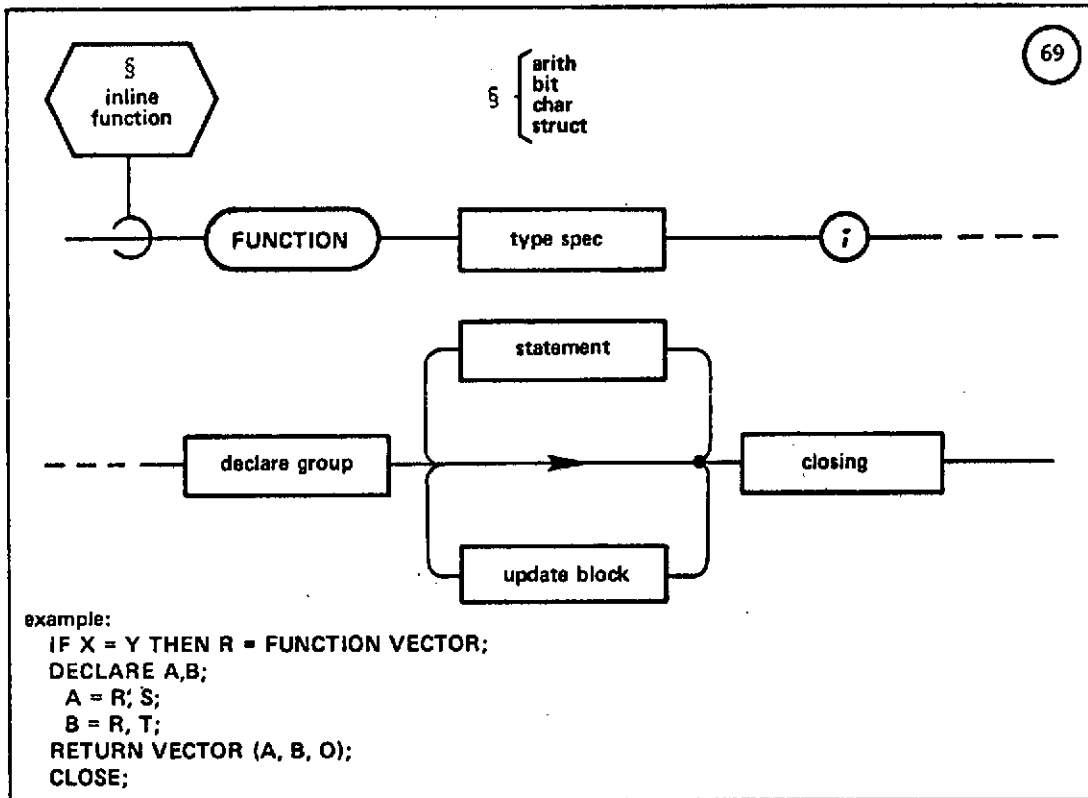 69
§
inline
function
§
arith
bit
char
struct
FUNCTION
type spec
i
statement
declare group
closing
update block
example:
IF X = Y THEN R = FUNCTION VECTOR;
DECLARE A,B;
A = R, S;
B = R, T;
RETURN VECTOR (A, B, O);
CLOSE;